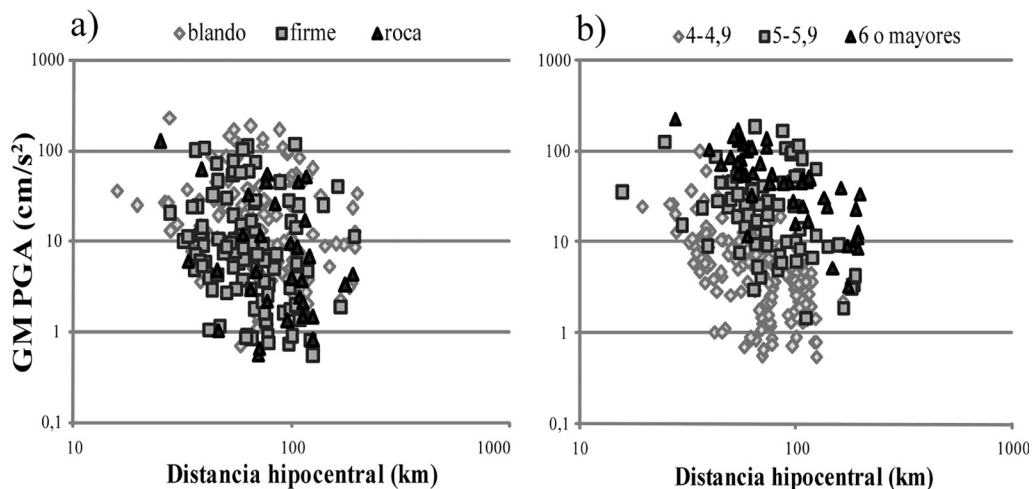 a)
blando firme roca
GM PGA (cm/s²)
1000
100
10
1
0,1
10 100 1000
Distancia hipocentral (km)
b)
4-4,9 5-5,9 6 o mayores
1000
100
10
1
0,1
10 100 1000
Distancia hipocentral (km)